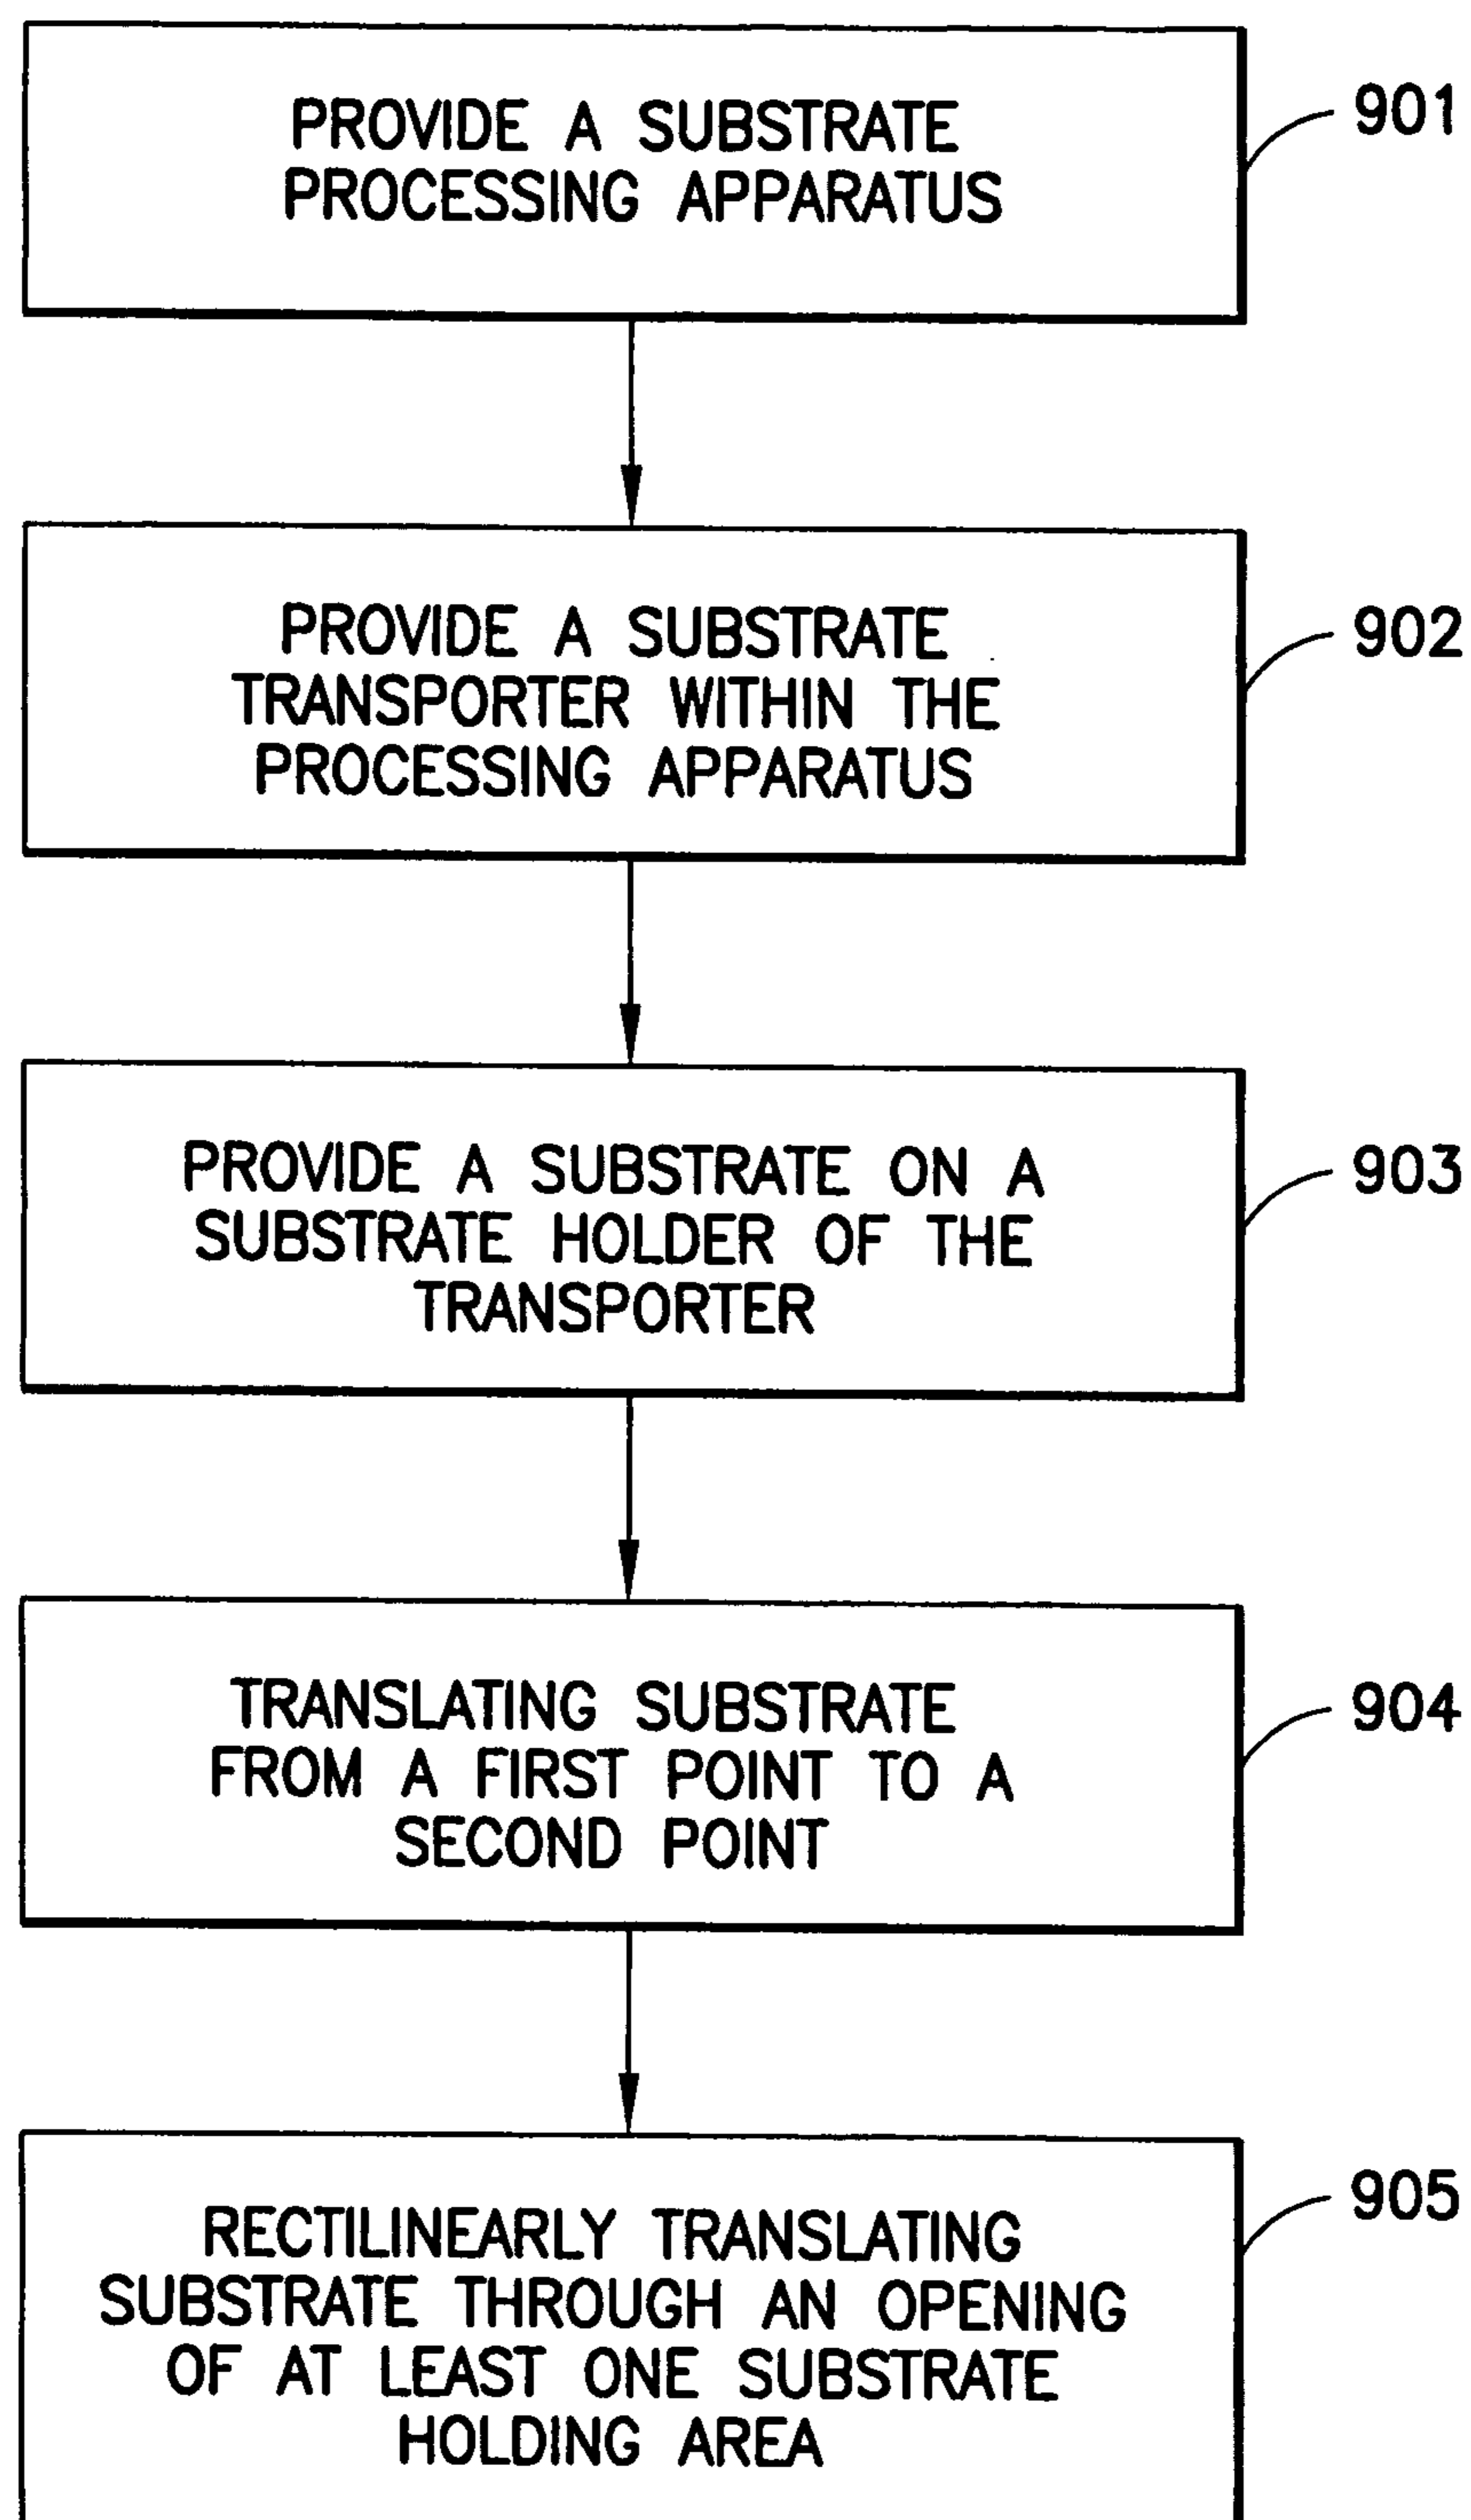 PROVIDE A SUBSTRATE
PROCESSING APPARATUS
901
PROVIDE A SUBSTRATE
TRANSPORTER WITHIN THE
PROCESSING APPARATUS
902
PROVIDE A SUBSTRATE ON A
SUBSTRATE HOLDER OF THE
TRANSPORTER
903
TRANSLATING SUBSTRATE
FROM A FIRST POINT TO A
SECOND POINT
904
RECTILINEARLY TRANSLATING
SUBSTRATE THROUGH AN OPENING
OF AT LEAST ONE SUBSTRATE
HOLDING AREA
905